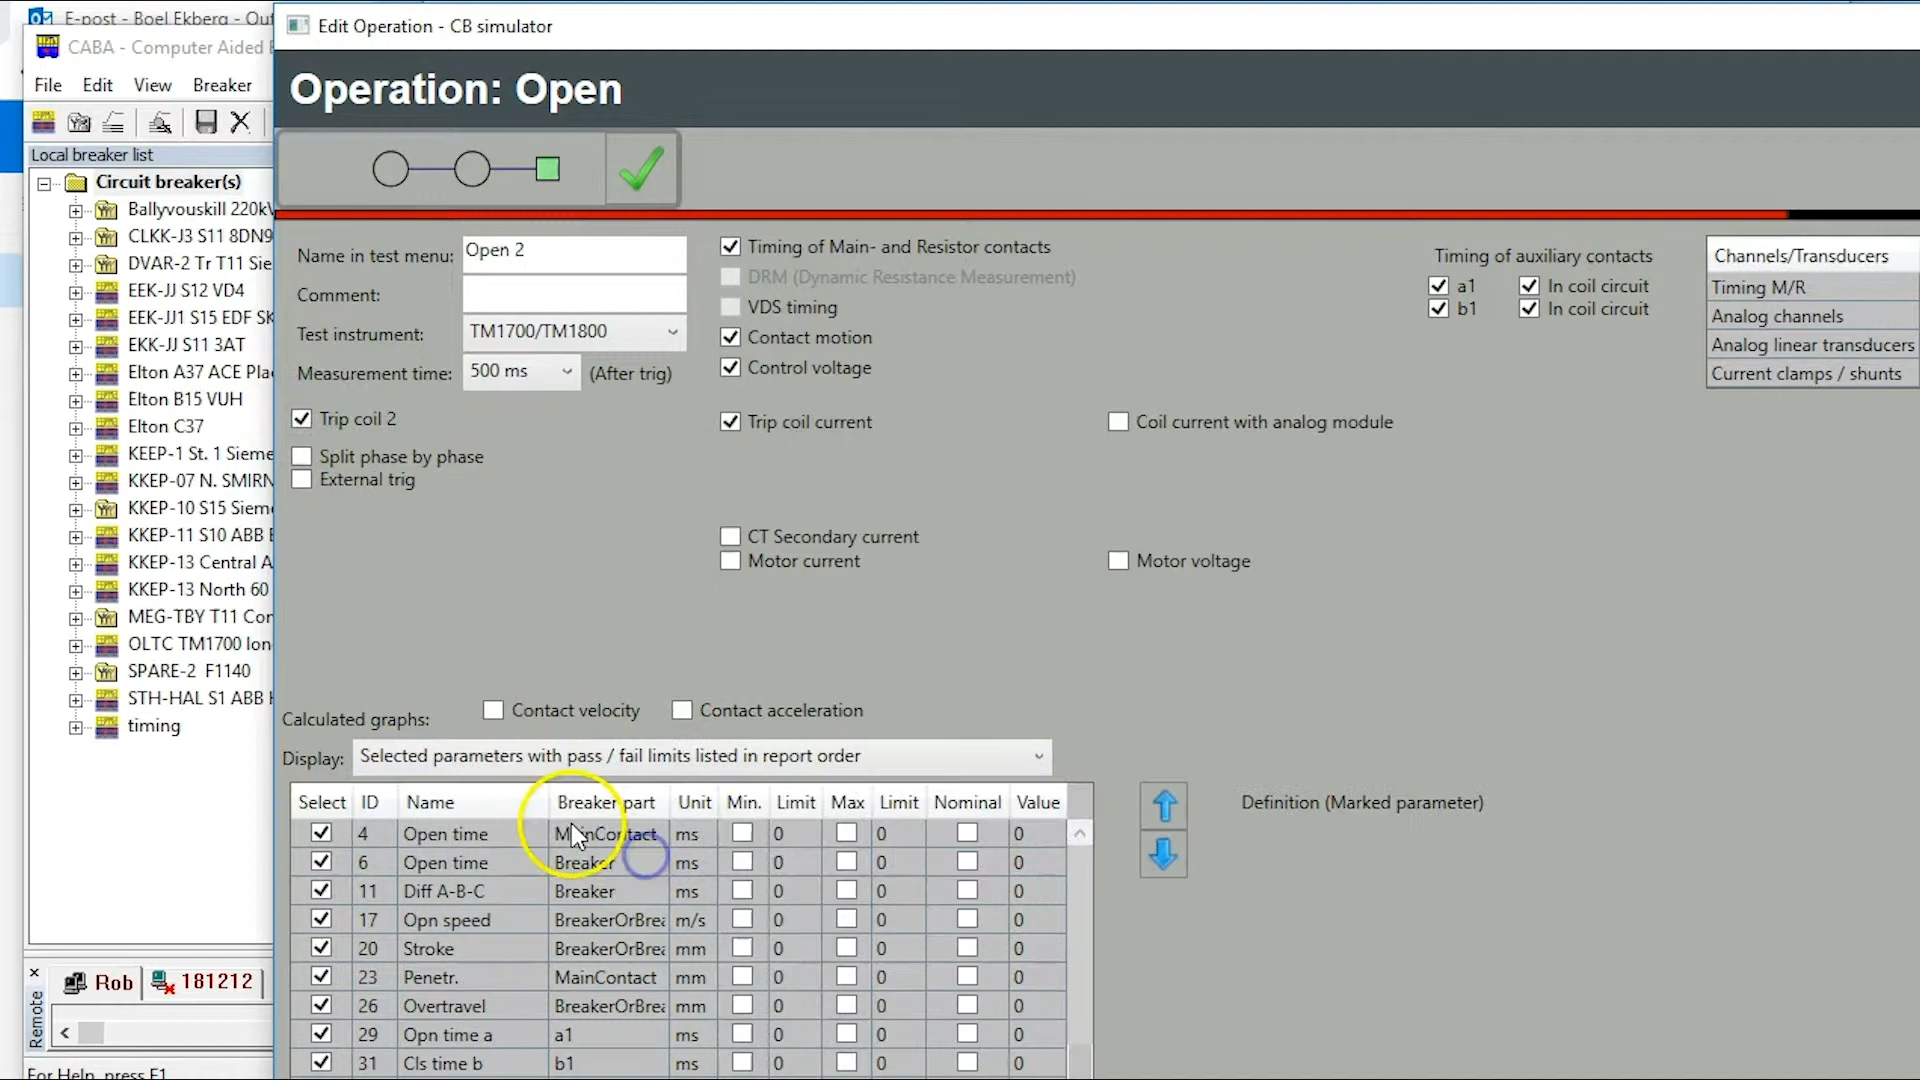 E-post - Boel Ekberg - Out
CABA - Computer Aided
File Edit View Breaker
Local breaker list
Circuit breaker(s)
Ballyvouskill 220kV
CLKK-J3 S11 8DN9
DVAR-2 Tr T11 Sie
EEK-JJ S12 VD4
EEK-JJ1 S15 EDF SK
EKK-JJ S11 3AT
Elton A37 ACE Pla
Elton B15 VUH
Elton C37
KEEP-1 St. 1 Sieme
KKEP-07 N. SMIRN
KKEP-10 S15 Siem
KKEP-11 S10 ABB E
KKEP-13 Central A
KKEP-13 North 60
MEG-TBY T11 Con
OLTC TM1700 lon
SPARE-2 F1140
STH-HAL S1 ABB
timing
Remote
Rob 181212
For Help, press F1
Edit Operation - CB simulator
Operation: Open
Name in test menu: Open 2
Comment:
Test instrument: TM1700/TM1800
Measurement time: 500 ms (After trig)
Trip coil 2
Split phase by phase
External trig
Timing of Main- and Resistor contacts
DRM (Dynamic Resistance Measurement)
VDS timing
Contact motion
Control voltage
Trip coil current
Coil current with analog module
CT Secondary current
Motor current
Motor voltage
Timing of auxiliary contacts
a1 In coil circuit
b1 In coil circuit
Channels/Transducers
Timing M/R
Analog channels
Analog linear transducers
Current clamps / shunts
Calculated graphs: Contact velocity Contact acceleration
Display: Selected parameters with pass / fail limits listed in report order
Select ID Name Breaker part Unit Min. Limit Max Limit Nominal Value
4 Open time MainContact ms 0 0 0
6 Open time Breaker ms 0 0 0
11 Diff A-B-C Breaker ms 0 0 0
17 Opn speed BreakerOrBrea m/s 0 0 0
20 Stroke BreakerOrBrea mm 0 0 0
23 Penetr. MainContact mm 0 0 0
26 Overtravel BreakerOrBrea mm 0 0 0
29 Opn time a a1 ms 0 0 0
31 Cls time b b1 ms 0 0 0
Definition (Marked parameter)